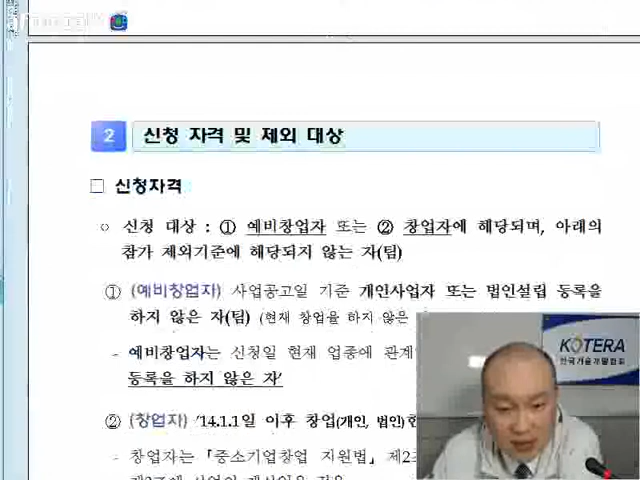 2 신청 자격 및 제외 대상
□ 신청자격
○ 신청 대상 : ① 예비창업자 또는 ② 창업자에 해당되며, 아래의
참가 제외기준에 해당되지 않는 자(팀)
① (예비창업자) 사업공고일 기준 개인사업자 또는 법인설립 등록을
하지 않은 자(팀) (현재 창업을 하지 않은
- 예비창업자는 신청일 현재 업종에 관계
등록을 하지 않은 자'
② (창업자) '14.1.1일 이후 창업(개인, 법인)한
- 창업자는 「중소기업창업 지원법」 제2조
KOTERA
한국기술개발협회